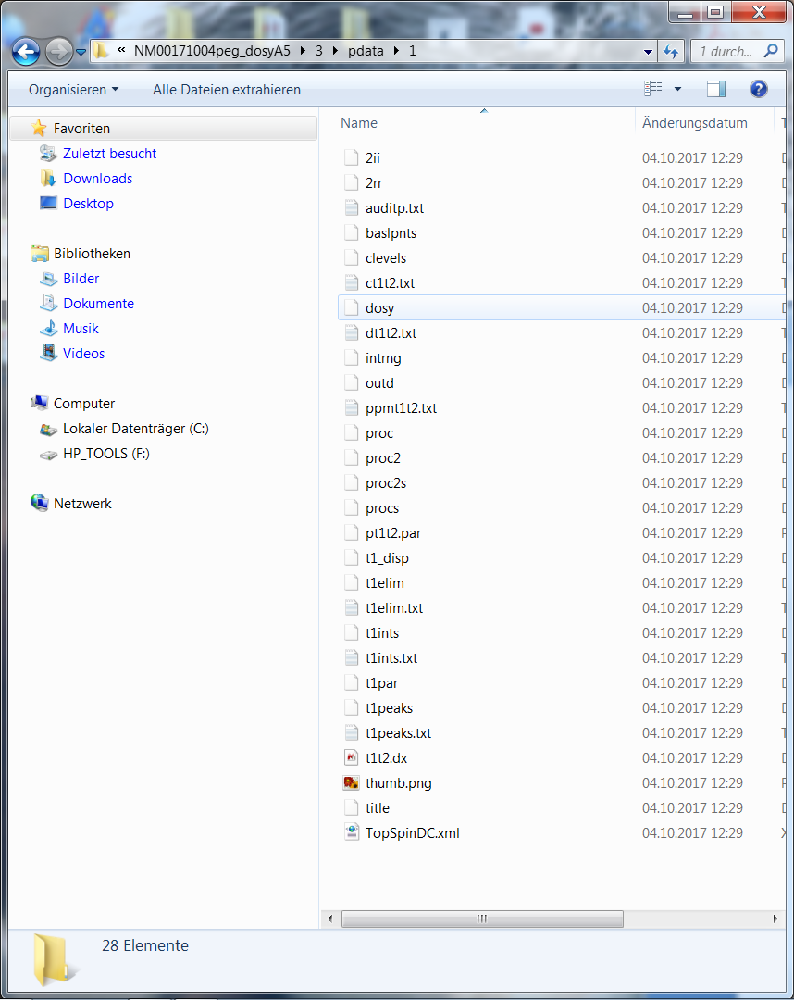 « NM00171004peg_dosyA5 3 pdata 1
1 durch...
Organisieren Alle Dateien extrahieren
Favoriten
Zuletzt besucht
Downloads
Desktop
Bibliotheken
Bilder
Dokumente
Musik
Videos
Computer
Lokaler Datenträger (C:)
HP_TOOLS (F:)
Netzwerk
Name Änderungsdatum
2ii 04.10.2017 12:29
2rr 04.10.2017 12:29
auditp.txt 04.10.2017 12:29
baslpnts 04.10.2017 12:29
clevels 04.10.2017 12:29
ct1t2.txt 04.10.2017 12:29
dosy 04.10.2017 12:29
dt1t2.txt 04.10.2017 12:29
intrng 04.10.2017 12:29
outd 04.10.2017 12:29
ppmt1t2.txt 04.10.2017 12:29
proc 04.10.2017 12:29
proc2 04.10.2017 12:29
proc2s 04.10.2017 12:29
procs 04.10.2017 12:29
pt1t2.par 04.10.2017 12:29
t1_disp 04.10.2017 12:29
t1elim 04.10.2017 12:29
t1elim.txt 04.10.2017 12:29
t1ints 04.10.2017 12:29
t1ints.txt 04.10.2017 12:29
t1par 04.10.2017 12:29
t1peaks 04.10.2017 12:29
t1peaks.txt 04.10.2017 12:29
t1t2.dx 04.10.2017 12:29
thumb.png 04.10.2017 12:29
title 04.10.2017 12:29
TopSpinDC.xml 04.10.2017 12:29
28 Elemente